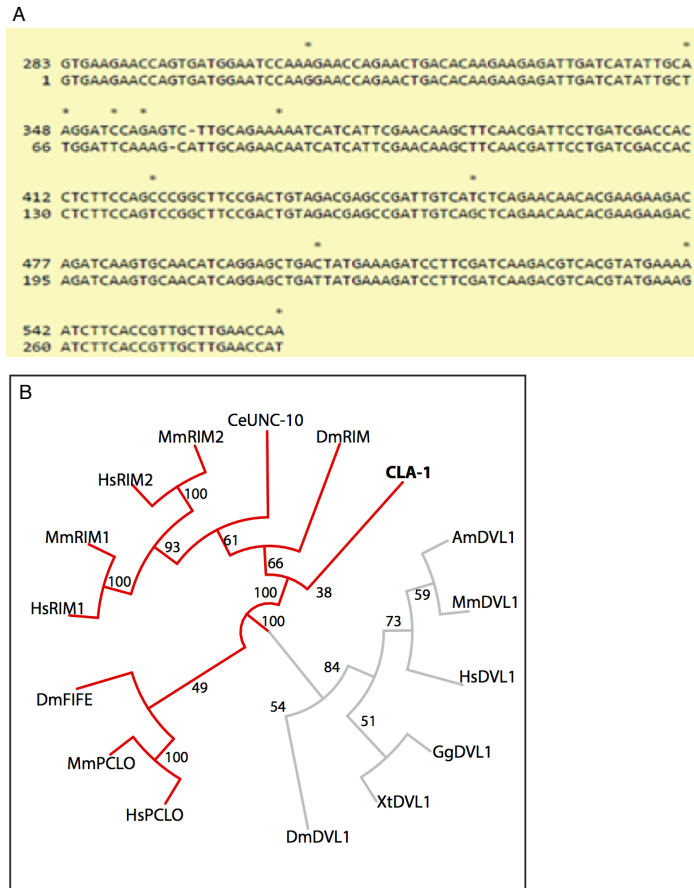 A
*                                      *
283 GTGAAGAACCAGTGATGGAATCCAAAGAACCAGAACTGACACAAGAAGAGATTGATCATATTGCA
1 GTGAAGAACCAGTGATGGAATCCAAGGAACCAGAACTGACACAAGAAGAGATTGATCATATTGCT
*    *  *             *
348 AGGATCCAGAGTC-TTGCAGAAAAATCATCATTCGAACAAGCTTCAACGATTCCTGATCGACCAC
66 TGGATTCAAAG-CATTGCAGAACAATCATCATTCGAACAAGCTTCAACGATTCCTGATCGACCAC
*                                *
412 CTCTTCCAGCCCGGCTTCCGACTGTAGACGAGCCGATTGTCATCTCAGAACAACACGAAGAAGAC
130 CTCTTCCAGTCCGGCTTCCGACTGTAGACGAGCCGATTGTCAGCTCAGAACAACACGAAGAAGAC
*                                     *
477 AGATCAAGTGCAACATCAGGAGCTGACTATGAAAGATCCTTCGATCAAGACGTCACGTATGAAAA
195 AGATCAAGTGCAACATCAGGAGCTGATTATGAAAGATCCTTCGATCAAGACGTCACGTATGAAAG
*
542 ATCTTCACCGTTGCTTGAACCAA
260 ATCTTCACCGTTGCTTGAACCAT
B
CeUNC-10
MmRIM2
DmRIM
CLA-1
HsRIM2
100
MmRIM1
AmDVL1
61
93
66
100
59
100
38
MmDVL1
HsRIM1
100
73
84
HsDVL1
49
DmFIFE
54
51
GgDVL1
MmPCLO
100
XtDVL1
HsPCLO
DmDVL1